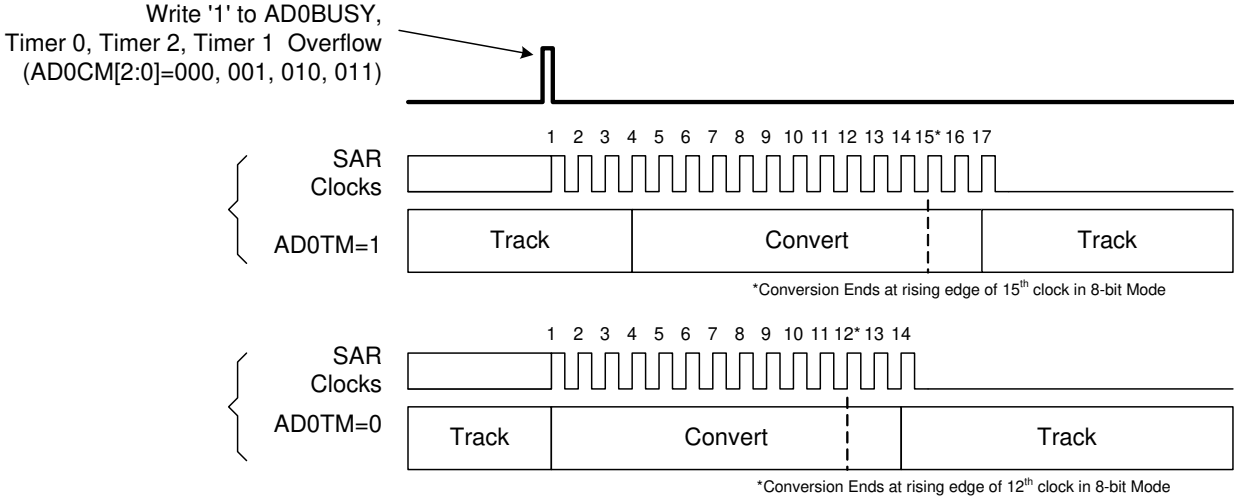 Write '1' to AD0BUSY,
Timer 0, Timer 2, Timer 1 Overflow
(AD0CM[2:0]=000, 001, 010, 011)
1 2 3 4 5 6 7 8 9 10 11 12 13 14 15* 16 17
SAR
Clocks
AD0TM=1
Track
Convert
Track
*Conversion Ends at rising edge of 15th clock in 8-bit Mode
1 2 3 4 5 6 7 8 9 10 11 12* 13 14
SAR
Clocks
AD0TM=0
Track
Convert
Track
*Conversion Ends at rising edge of 12th clock in 8-bit Mode